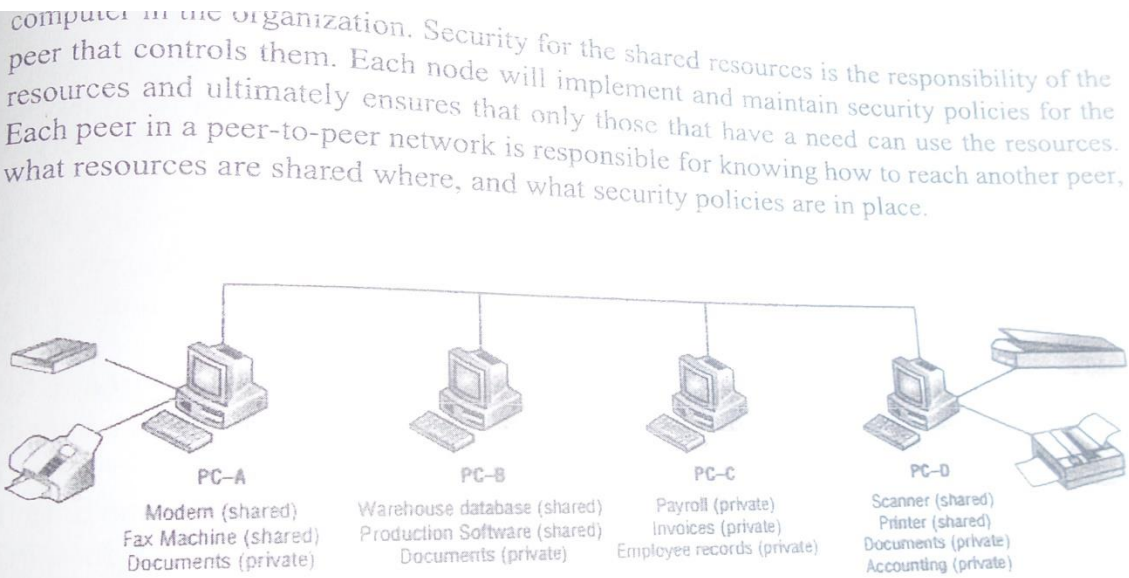 computer in the organization. Security for the shared resources is the responsibility of the
peer that controls them. Each node will implement and maintain security policies for the
resources and ultimately ensures that only those that have a need can use the resources.
Each peer in a peer-to-peer network is responsible for knowing how to reach another peer,
what resources are shared where, and what security policies are in place.
PC-A
Modem (shared)
Fax Machine (shared)
Documents (private)
PC-B
Warehouse database (shared)
Production Software (shared)
Documents (private)
PC-C
Payroll (private)
Invoices (private)
Employee records (private)
PC-D
Scanner (shared)
Printer (shared)
Documents (private)
Accounting (private)